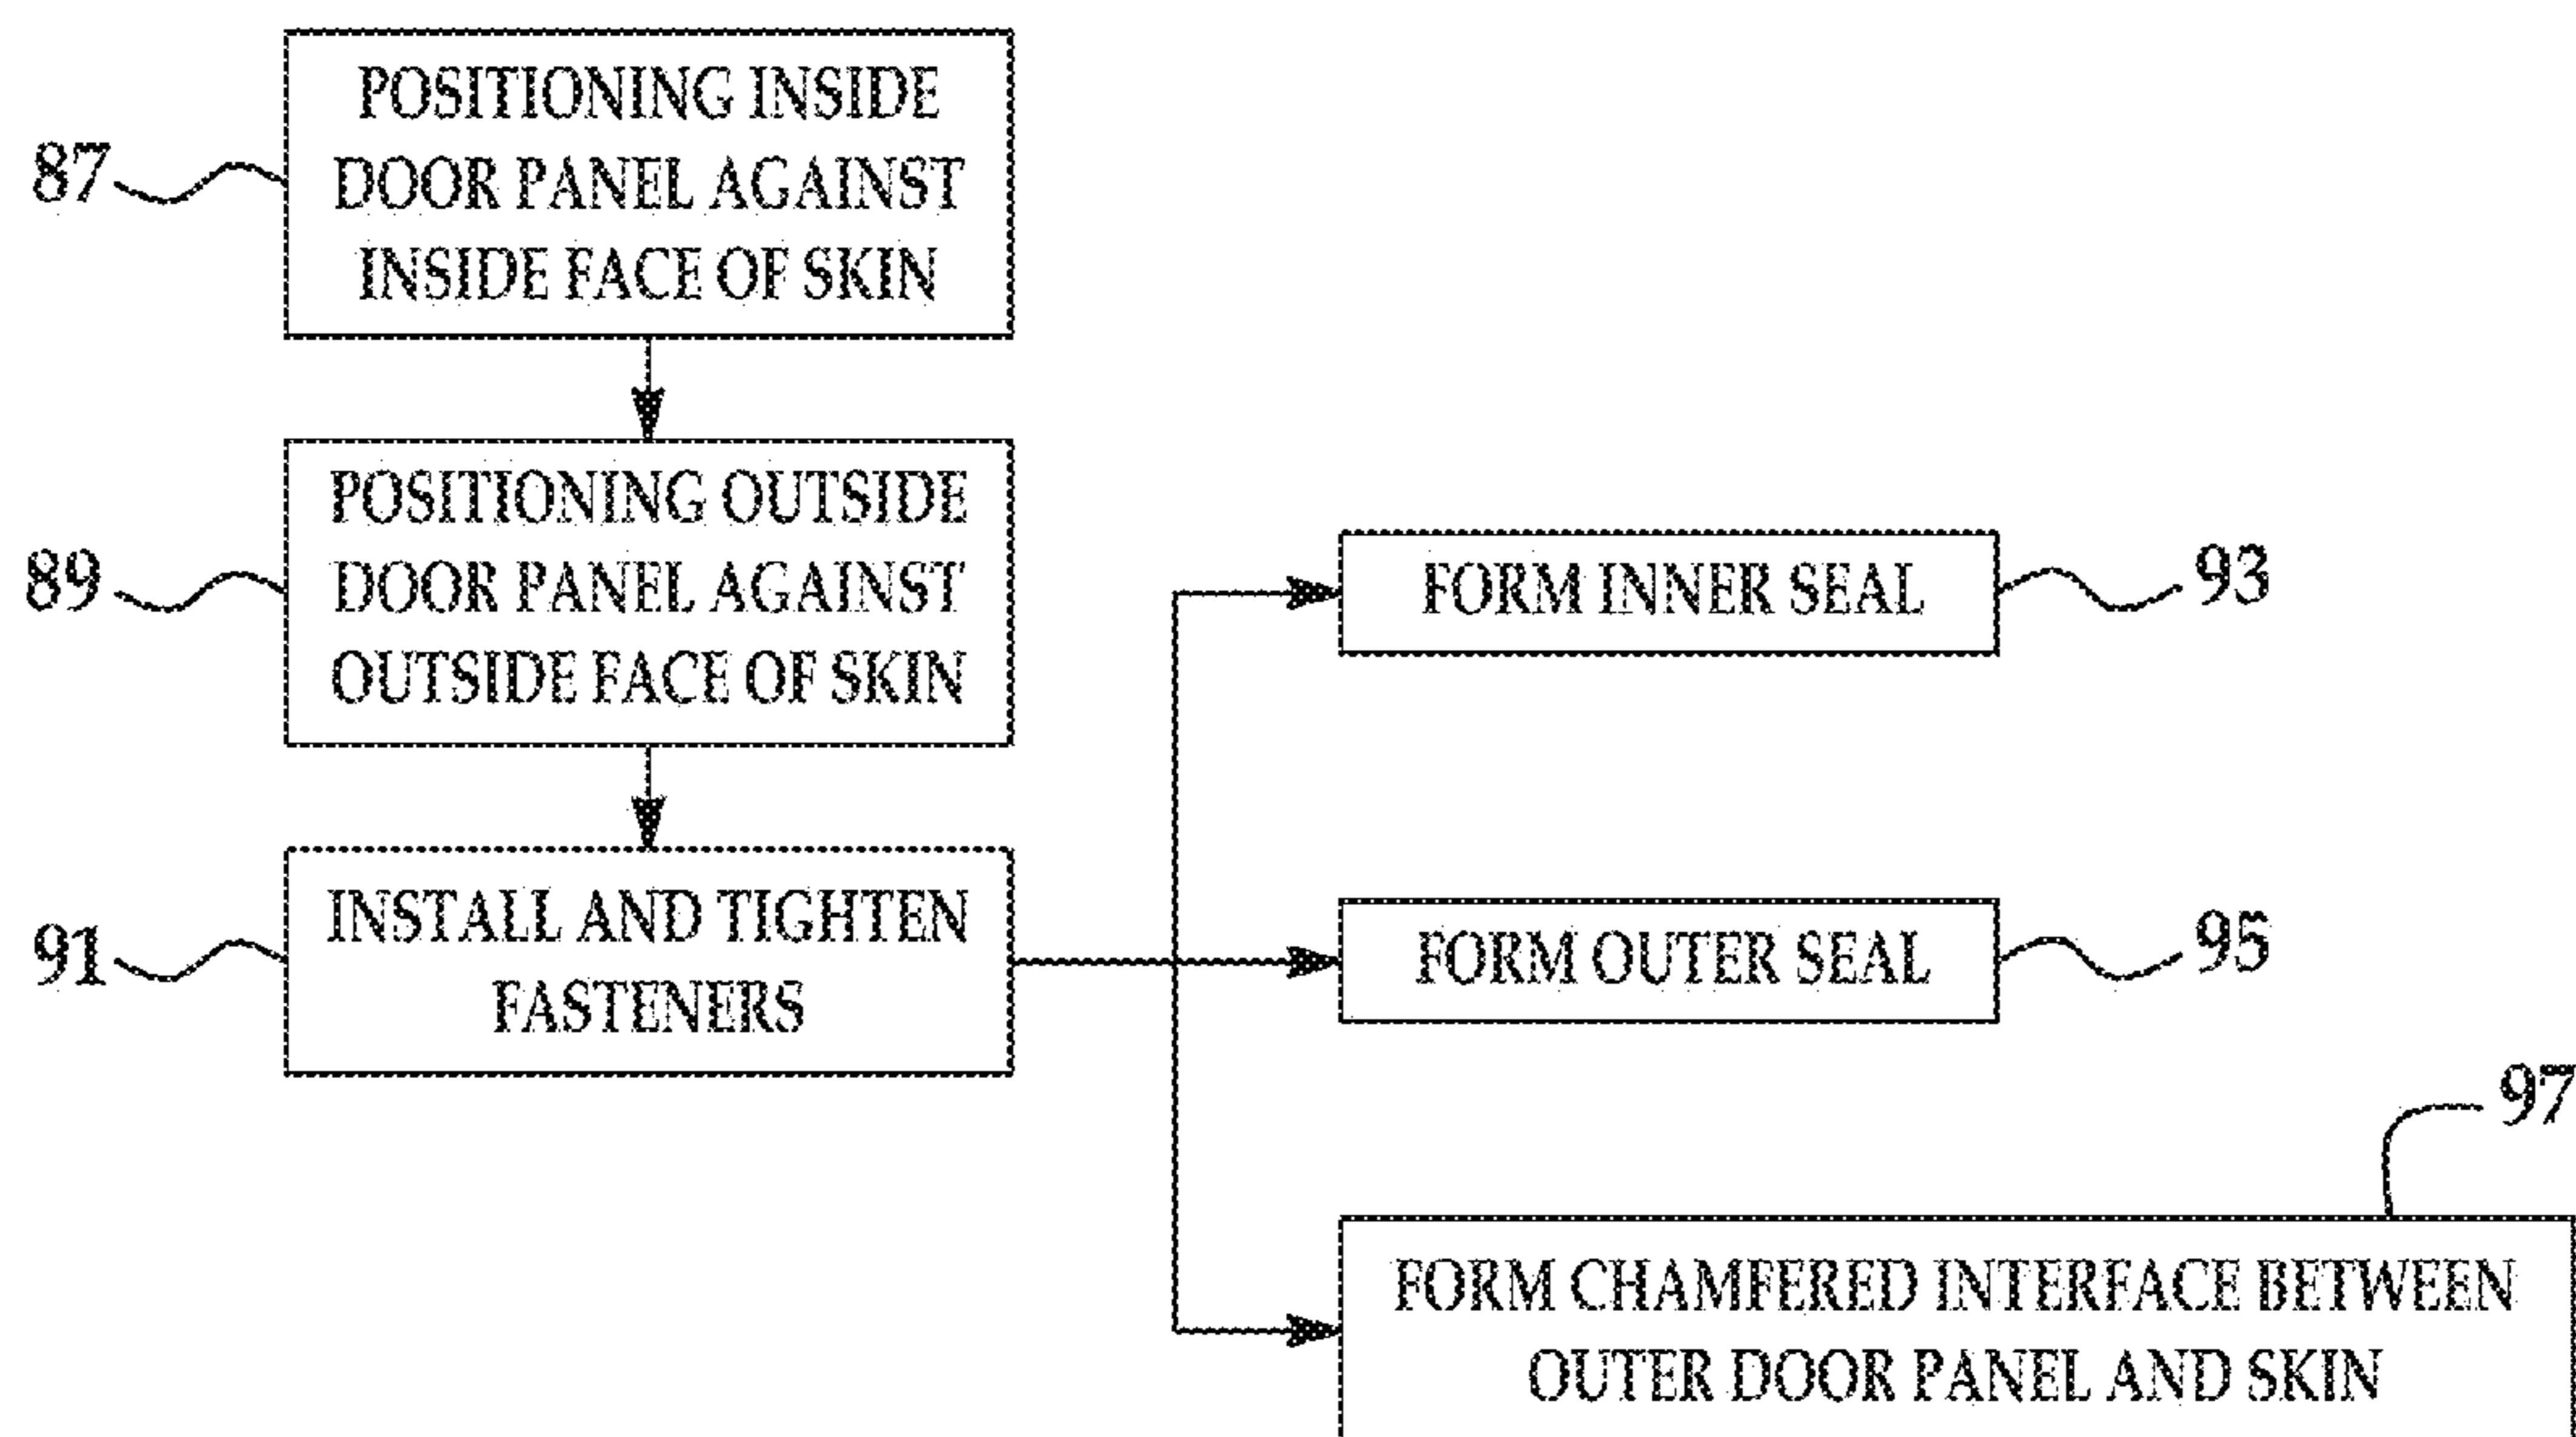 87
POSITIONING INSIDE
DOOR PANEL AGAINST
INSIDE FACE OF SKIN
89
POSITIONING OUTSIDE
DOOR PANEL AGAINST
OUTSIDE FACE OF SKIN
91
INSTALL AND TIGHTEN
FASTENERS
FORM INNER SEAL
93
FORM OUTER SEAL
95
97
FORM CHAMFERED INTERFACE BETWEEN
OUTER DOOR PANEL AND SKIN